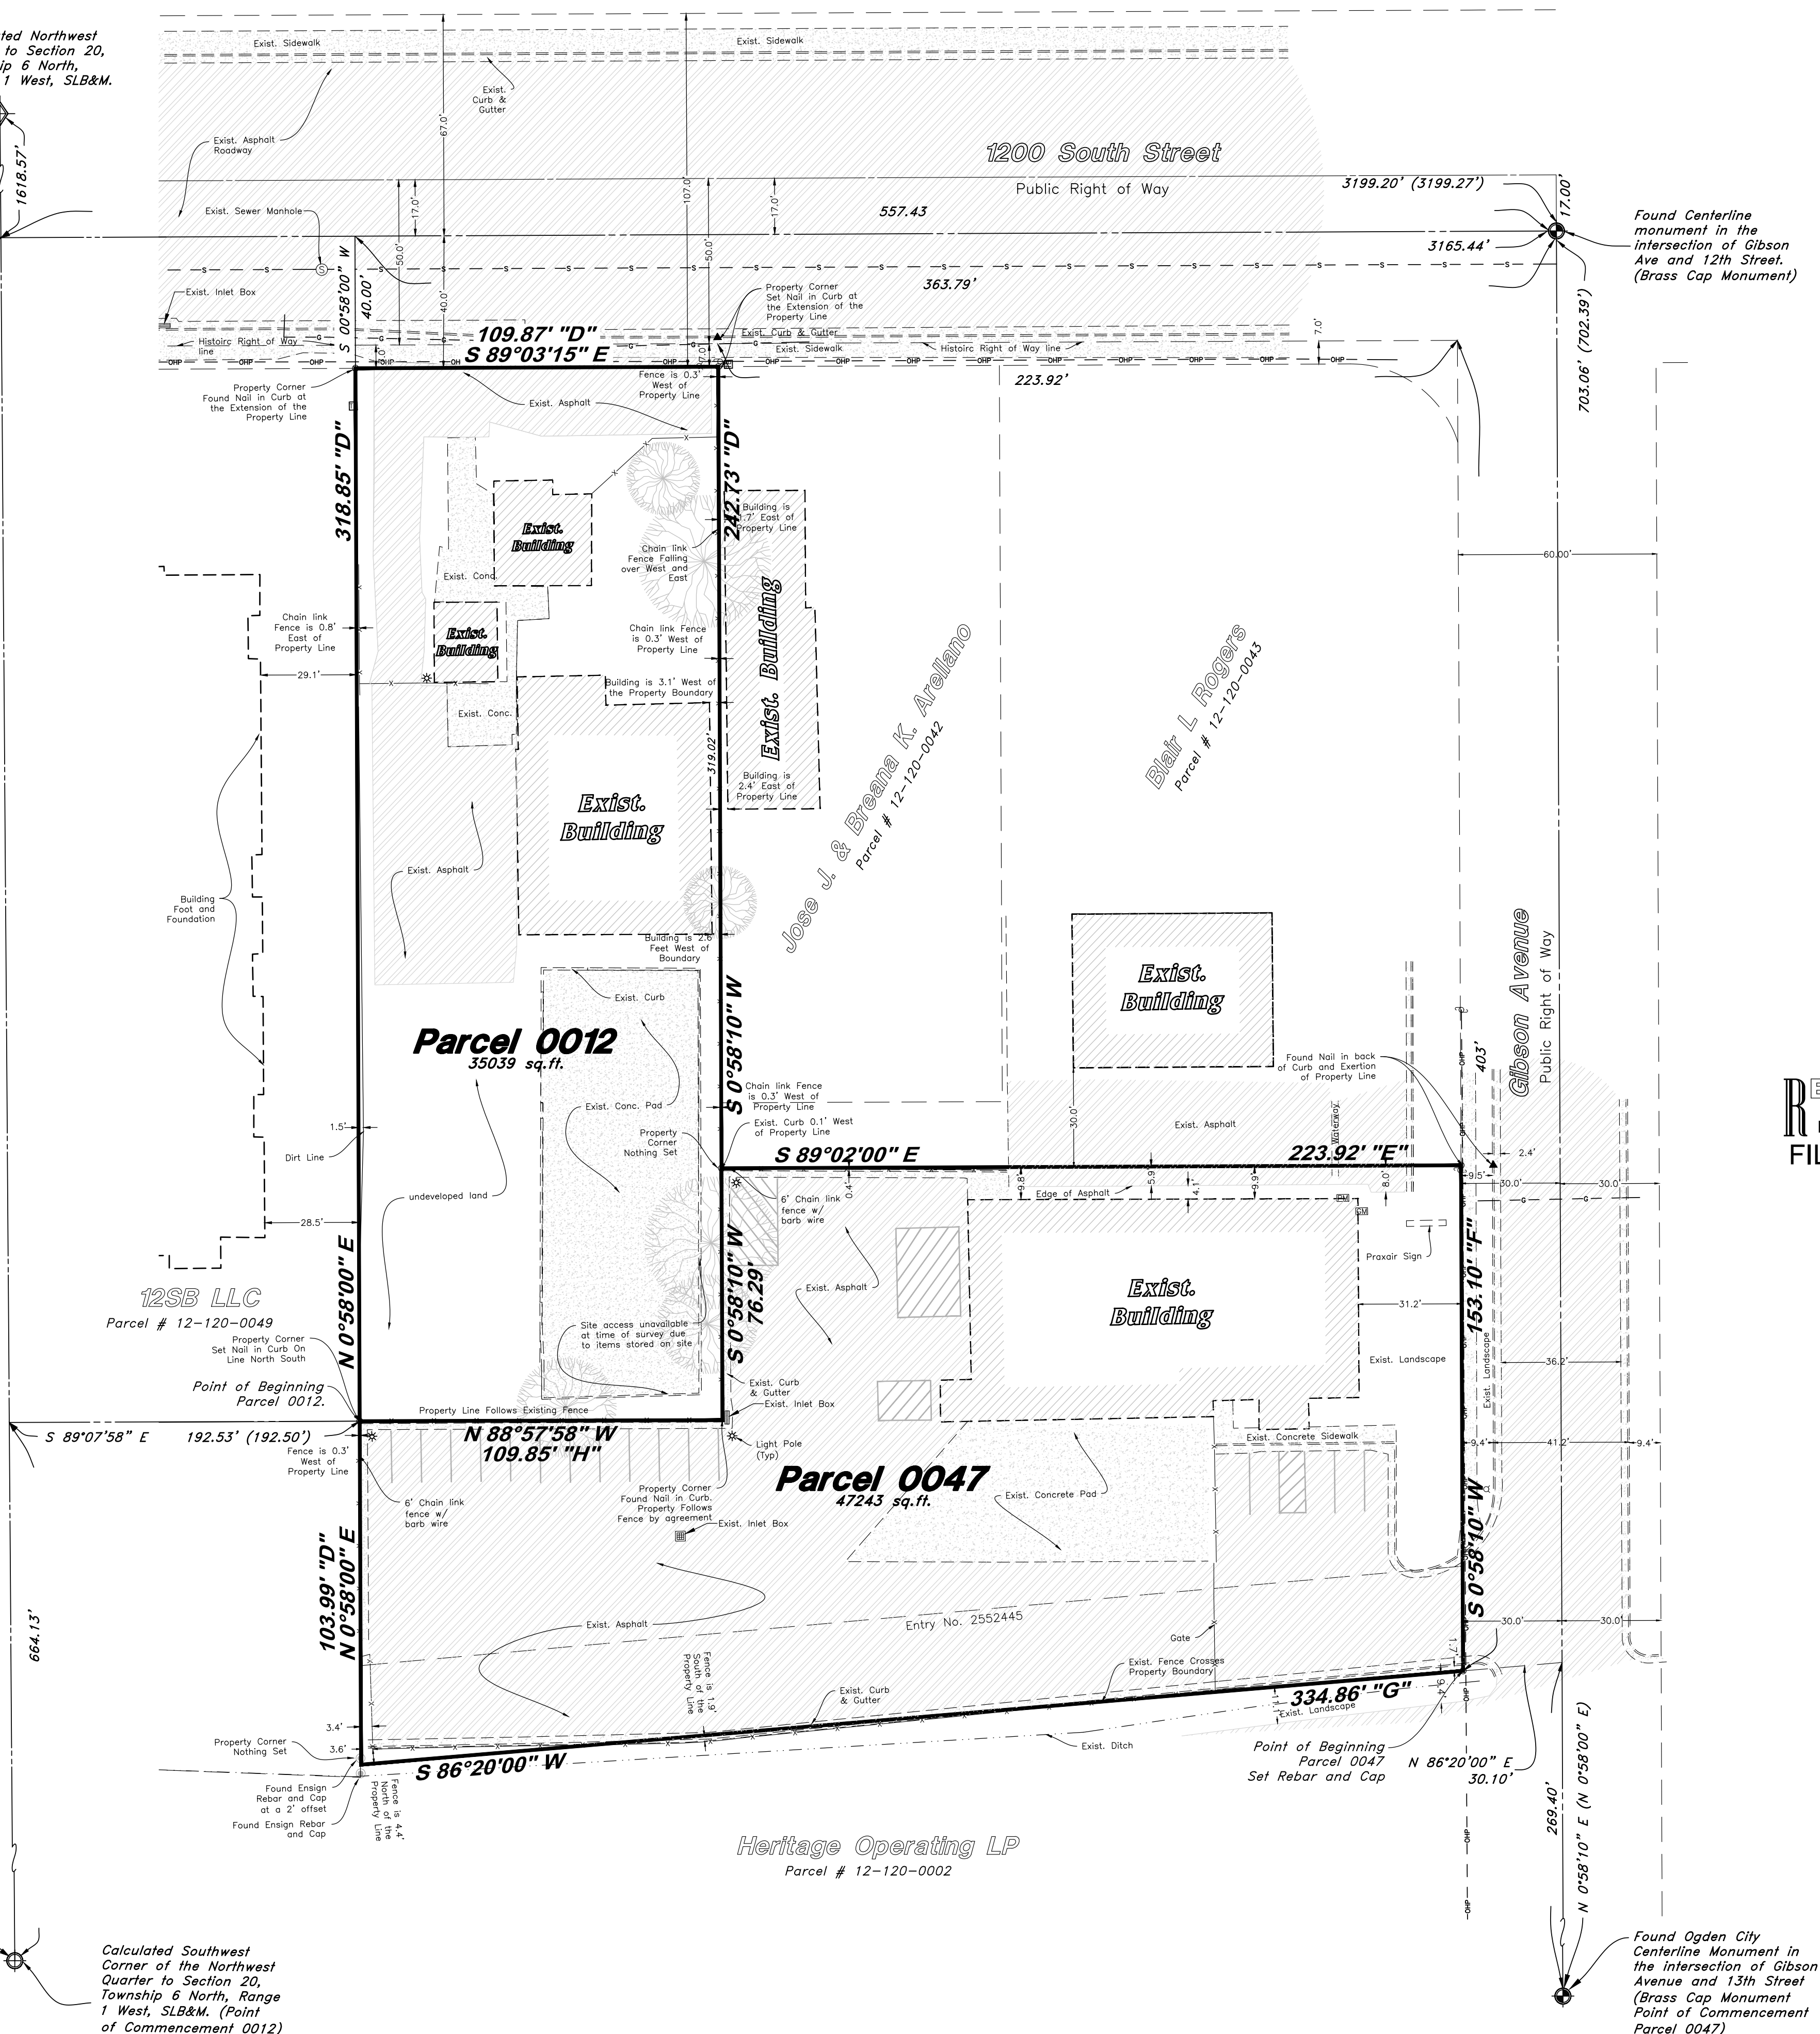 ted Northwest
to Section 20,
ip 6 North,
1 West, SLB&M.
1618.57'
Exist. Sidewalk
Exist. Sidewalk
Exist.
Curb &
Gutter
67.0'
107.0'
Exist. Asphalt
Roadway
1200 South Street
Public Right of Way
3199.20' (3199.27')
17.00'
557.43
17.0'
17.0'
Exist. Sewer Manhole
50.0'
50.0'
3165.44'
Found Centerline
monument in the
intersection of Gibson
Ave and 12th Street.
(Brass Cap Monument)
S 00°58'00" W
40.00'
40.0'
363.79'
703.06' (702.39')
Exist. Inlet Box
Property Corner
Set Nail in Curb at
the Extension of the
Property Line
109.87' "D"
S 89°03'15" E
Exist. Curb & Gutter
Exist. Sidewalk
Histoirc Right of Way
line
Histoirc Right of Way line
7.0'
223.92'
Property Corner
Found Nail in Curb at
the Extension of the
Property Line
Fence is 0.3'
West of
Property Line
Exist. Asphalt
318.85' "D"
242.73' "D"
Exist.
Building
Building is
1.7' East of
Property Line
Chain link
Fence Falling
over West and
East
60.00'
Exist. Conc.
Exist.
Building
Chain link
Fence is 0.8'
East of
Property Line
Chain link Fence
is 0.3' West of
Property Line
Exist. Building
29.1'
Building is 3.1' West of
the Property Boundary
Exist. Conc.
319.02'
Building is
2.4' East of
Property Line
Jose J. & Breana K. Arellano
Parcel # 12-120-0042
Blair L Rogers
Parcel # 12-120-0043
Exist.
Building
Exist. Asphalt
Building
Foot and
Foundation
Building is 2.6'
Feet West of
Boundary
Exist.
Building
Gibson Avenue
Public Right of Way
Exist. Curb
S 0°58'10" W
Parcel 0012
35039 sq.ft.
Found Nail in back
of Curb and Exertion
of Property Line
403'
Chain link Fence
is 0.3' West of
Property Line
Exist. Conc. Pad
30.0'
Exist. Asphalt
Waterway
1.5'
Dirt Line
Property
Corner
Nothing Set
Exist. Curb 0.1' West
of Property Line
S 89°02'00" E
223.92' "E"
2.4'
FIL
undeveloped land
6' Chain link
fence w/
barb wire
0.4'
9.8'
Edge of Asphalt
5.9'
4.1'
9.9'
8.0'
9.5'
30.0'
30.0'
28.5'
N 0°58'00" E
S 0°58'10" W
76.29'
Exist. Asphalt
Praxair Sign
Exist.
Building
31.2'
153.10' "F"
12SB LLC
Parcel # 12-120-0049
Site access unavailable
at time of survey due
to items stored on site
Property Corner
Set Nail in Curb On
Line North South
Exist. Landscape
Exist. Landscape
36.2'
Point of Beginning
Parcel 0012.
Exist. Curb
& Gutter
Exist. Inlet Box
Property Line Follows Existing Fence
S 89°07'58" E
192.53' (192.50')
N 88°57'58" W
109.85' "H"
Light Pole
(Typ)
Exist. Concrete Sidewalk
9.4'
41.2'
9.4'
Fence is 0.3'
West of
Property Line
6' Chain link
fence w/
barb wire
Property Corner
Found Nail in Curb.
Property Follows
Fence by agreement
Exist. Inlet Box
Parcel 0047
47243 sq.ft.
Exist. Concrete Pad
S 0°58'10" W
103.99' "D"
N 0°58'00" E
664.13'
Exist. Asphalt
Entry No. 2552445
Gate
30.0'
30.0'
Fence is 1.9'
South of the
Property Line
Exist. Curb
& Gutter
Exist. Fence Crosses
Property Boundary
1.7'
9.4'
334.86' "G"
Exist. Landscape
3.4'
3.6'
Property Corner
Nothing Set
S 86°20'00" W
Exist. Ditch
Point of Beginning
Parcel 0047
Set Rebar and Cap
N 86°20'00" E
30.10'
Found Ensign
Rebar and Cap
at a 2' offset
Found Ensign Rebar
and Cap
Fence is 4.4'
North of the
Property Line
269.40'
N 0°58'10" E (N 0°58'00" E)
Heritage Operating LP
Parcel # 12-120-0002
Calculated Southwest
Corner of the Northwest
Quarter to Section 20,
Township 6 North, Range
1 West, SLB&M. (Point
of Commencement 0012)
Found Ogden City
Centerline Monument in
the intersection of Gibson
Avenue and 13th Street
(Brass Cap Monument
Point of Commencement
Parcel 0047)